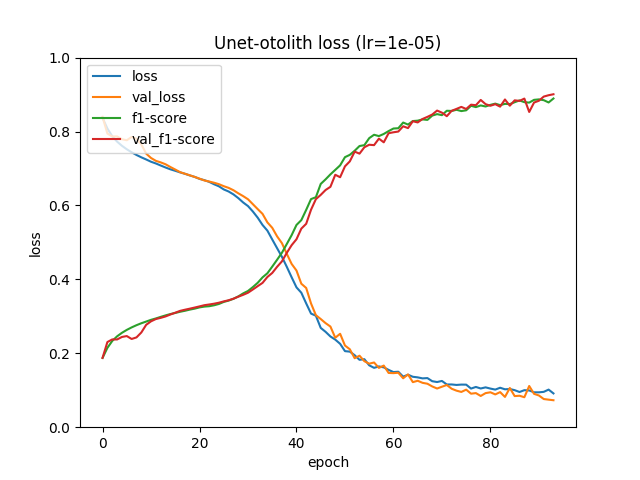 Unet-otolith loss (lr=1e-05)
loss
val_loss
f1-score
val_f1-score
1.0
0.8
0.6
0.4
0.2
0.0
loss
0 20 40 60 80
epoch